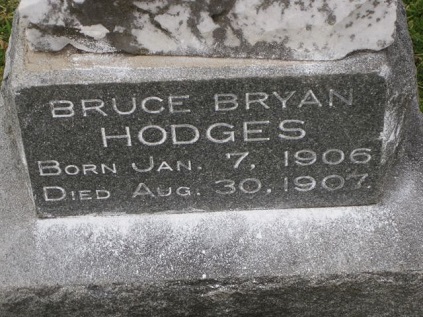 BRUCE BRYAN
HODGES
BORN JAN. 7, 1906
DIED AUG. 30, 1907.